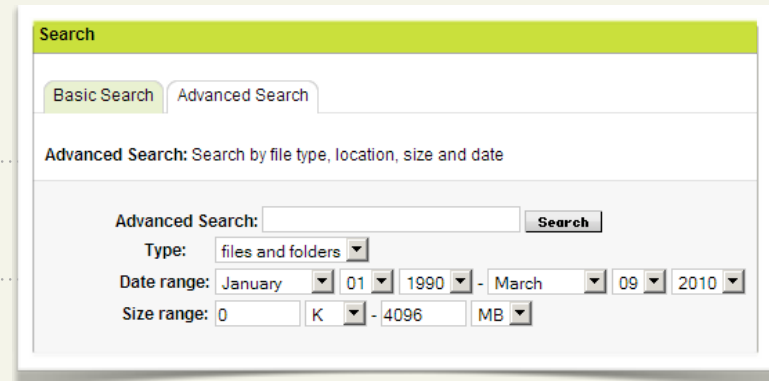 Search
Basic Search Advanced Search
Advanced Search: Search by file type, location, size and date
Advanced Search: Search
Type: files and folders
Date range: January 01 1990 - March 09 2010
Size range: 0 K - 4096 MB